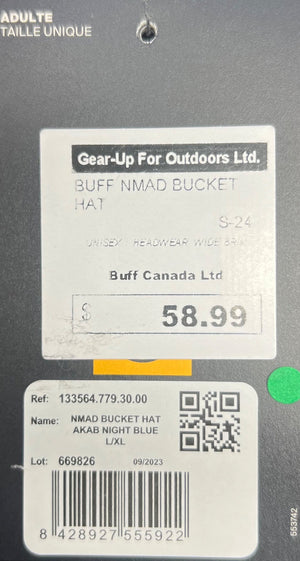 ADULTE
TAILLE UNIQUE
Gear-Up For Outdoors Ltd.
BUFF NMAD BUCKET
HAT
S-24
UNISEX HEADWEAR WIDE BRIM
Buff Canada Ltd
$ 58.99
Ref: 133564.779.30.00
Name: NMAD BUCKET HAT
AKAB NIGHT BLUE
L/XL
Lot: 669826 09/2023
8 428927 555922
553742